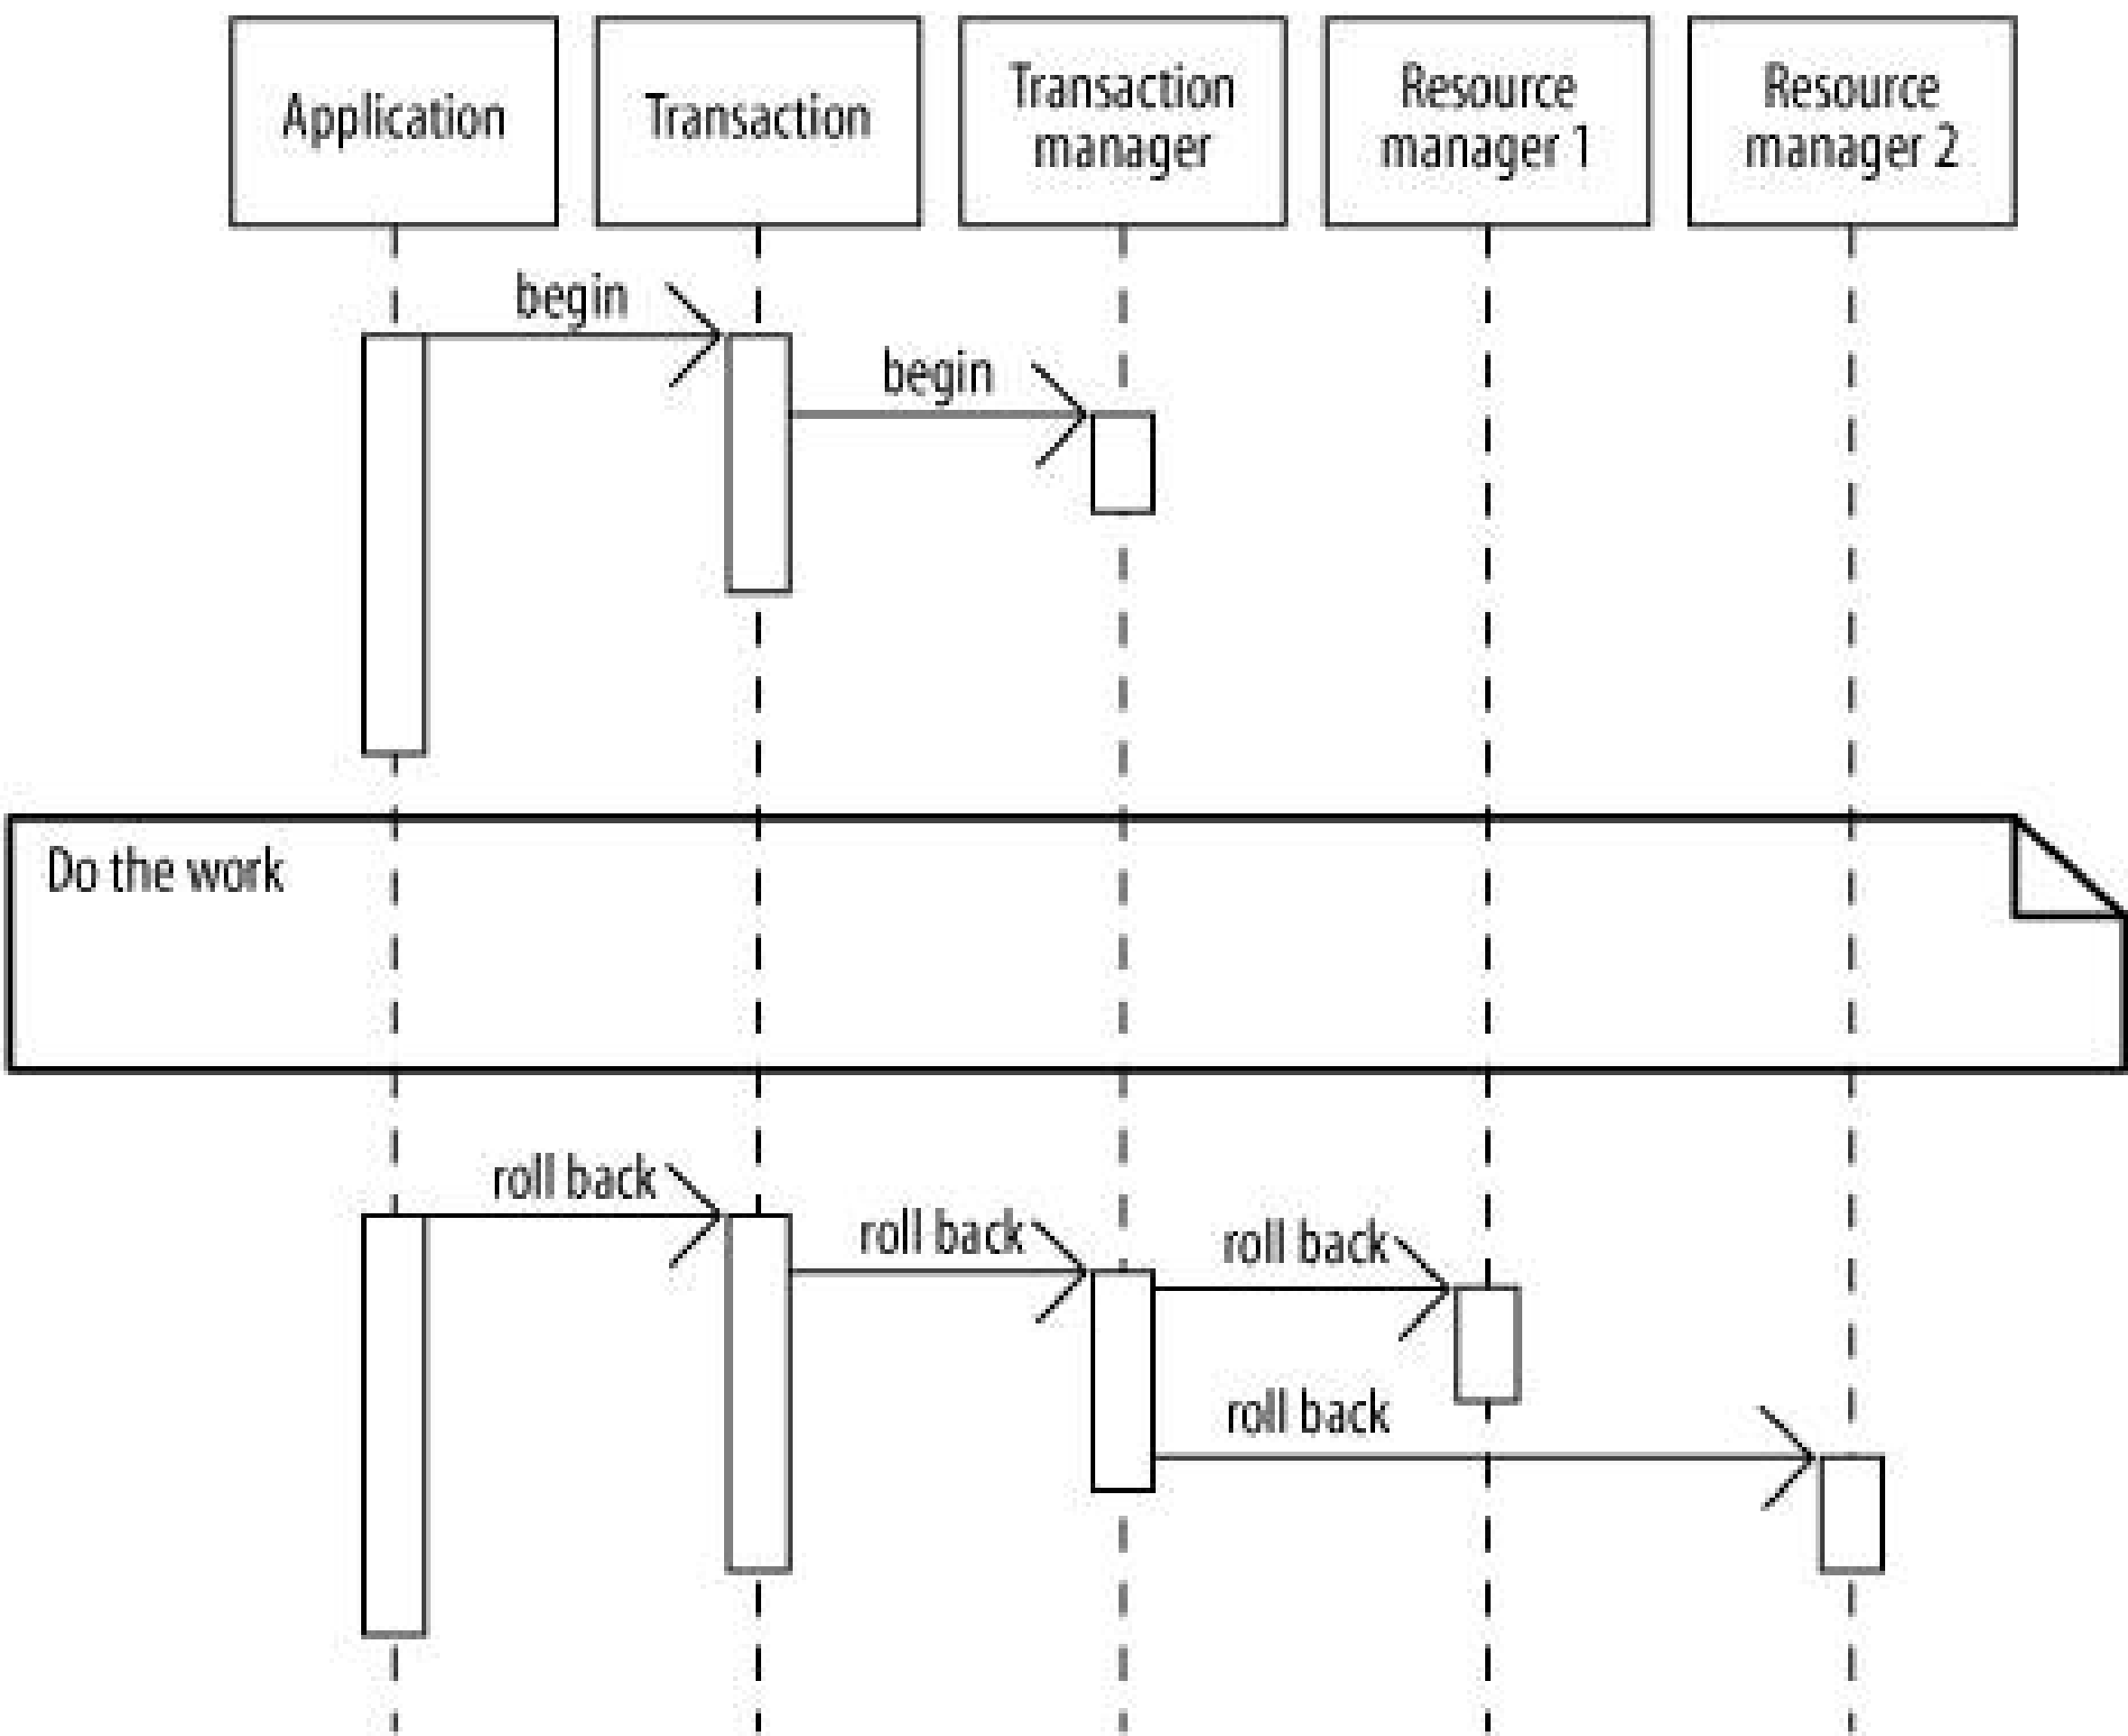 Application
Transaction
Transaction
manager
Resource
manager 1
Resource
manager 2
begin
begin
Do the work
roll back
roll back
roll back
roll back